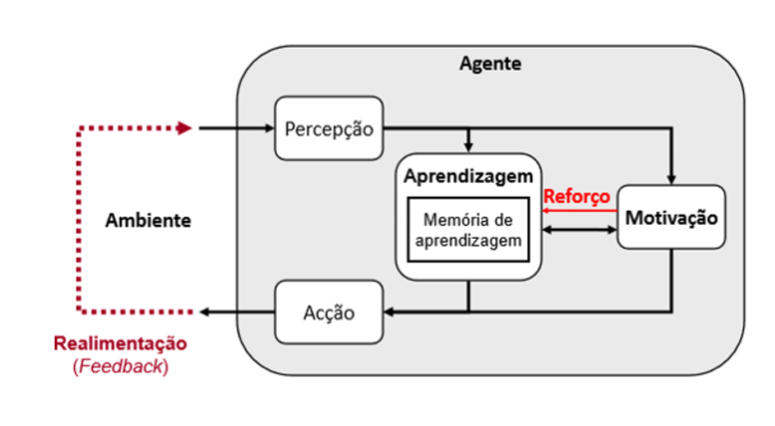 Agente
Percepção
Aprendizagem
Reforço
Memória de
aprendizagem
Motivação
Ambiente
Acção
Realimentação
(Feedback)